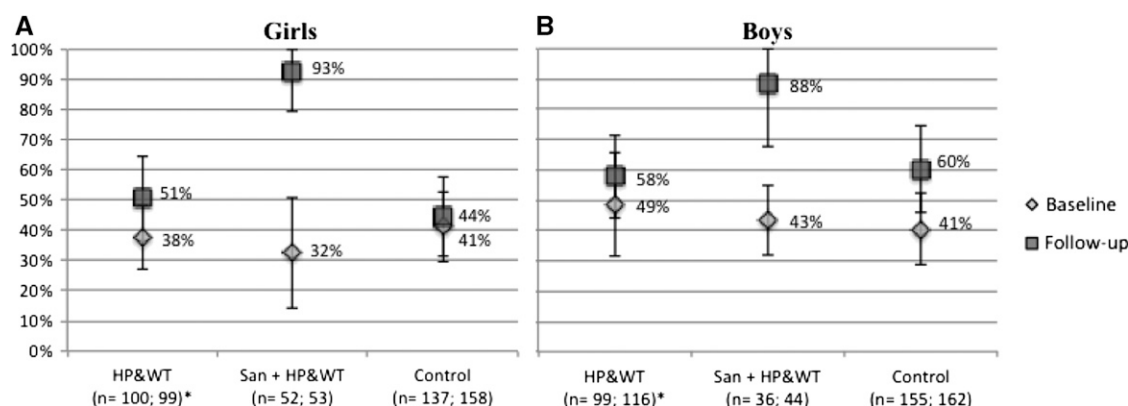 A Girls
B Boys
100%
90%
80%
70%
60%
50%
40%
30%
20%
10%
0%
93%
51%
38%
32%
44%
41%
88%
58%
49%
43%
60%
41%
Baseline
Follow-up
HP&WT San + HP&WT Control
(n= 100; 99)* (n= 52; 53) (n= 137; 158)
HP&WT San + HP&WT Control
(n= 99; 116)* (n= 36; 44) (n= 155; 162)